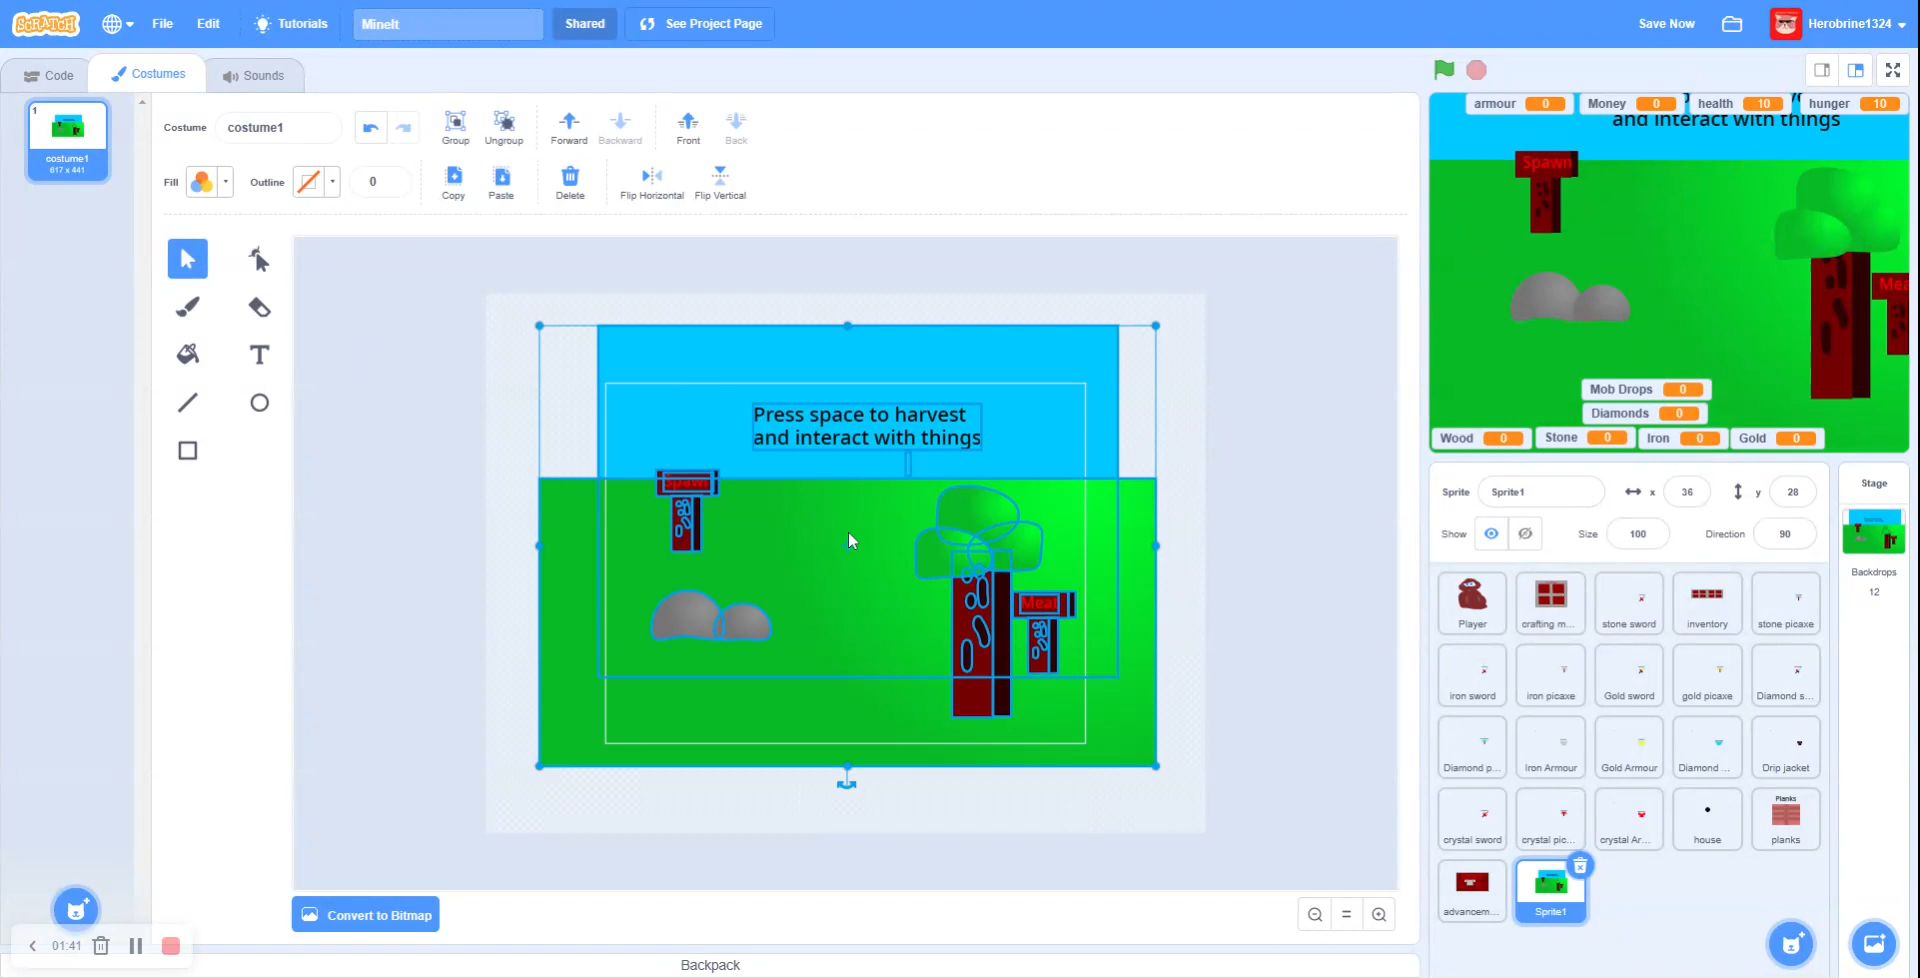 SCRATCH
File
Edit
Tutorials
MineIt
Shared
See Project Page
Save Now
Herobrine1324
Code
Costumes
Sounds
1
costume1
617 x 441
Costume
costume1
Group
Ungroup
Forward
Backward
Front
Back
Fill
Outline
0
Copy
Paste
Delete
Flip Horizontal
Flip Vertical
Press space to harvest
and interact with things
Spawn
Meat
Convert to Bitmap
01:41
Backpack
armour 0
Money 0
health 10
hunger 10
and interact with things
Spawn
Mea
Mob Drops 0
Diamonds 0
Wood 0
Stone 0
Iron 0
Gold 0
Sprite
Sprite1
x
36
y
28
Show
Size
100
Direction
90
Player
crafting m...
stone sword
inventory
stone picaxe
iron sword
iron picaxe
Gold sword
gold picaxe
Diamond s...
Diamond p...
Iron Armour
Gold Armour
Diamond ...
Drip jacket
crystal sword
crystal pic...
crystal Ar...
house
Planks
planks
advancem...
Sprite1
Stage
Backdrops
12